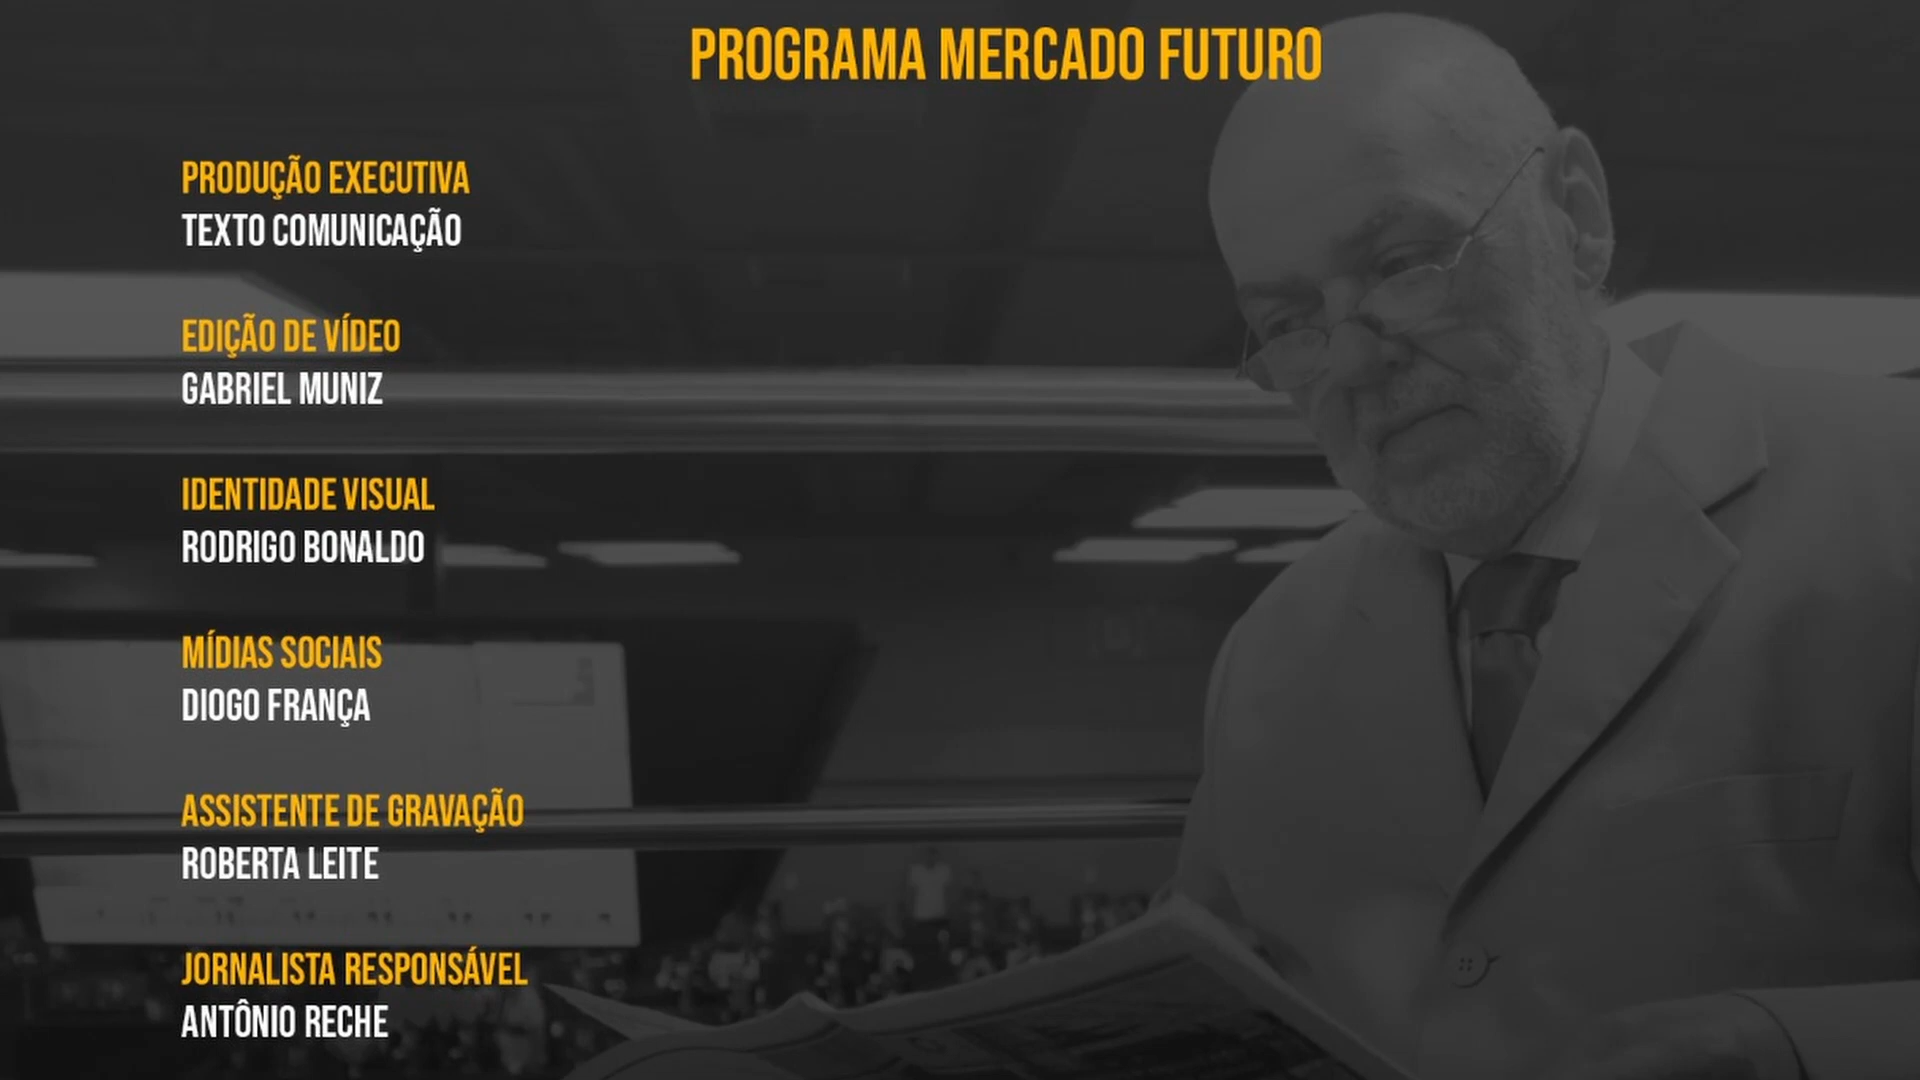 PROGRAMA MERCADO FUTURO
PRODUÇÃO EXECUTIVA
TEXTO COMUNICAÇÃO
EDIÇÃO DE VÍDEO
GABRIEL MUNIZ
IDENTIDADE VISUAL
RODRIGO BONALDO
MÍDIAS SOCIAIS
DIOGO FRANÇA
ASSISTENTE DE GRAVAÇÃO
ROBERTA LEITE
JORNALISTA RESPONSÁVEL
ANTÔNIO RECHE